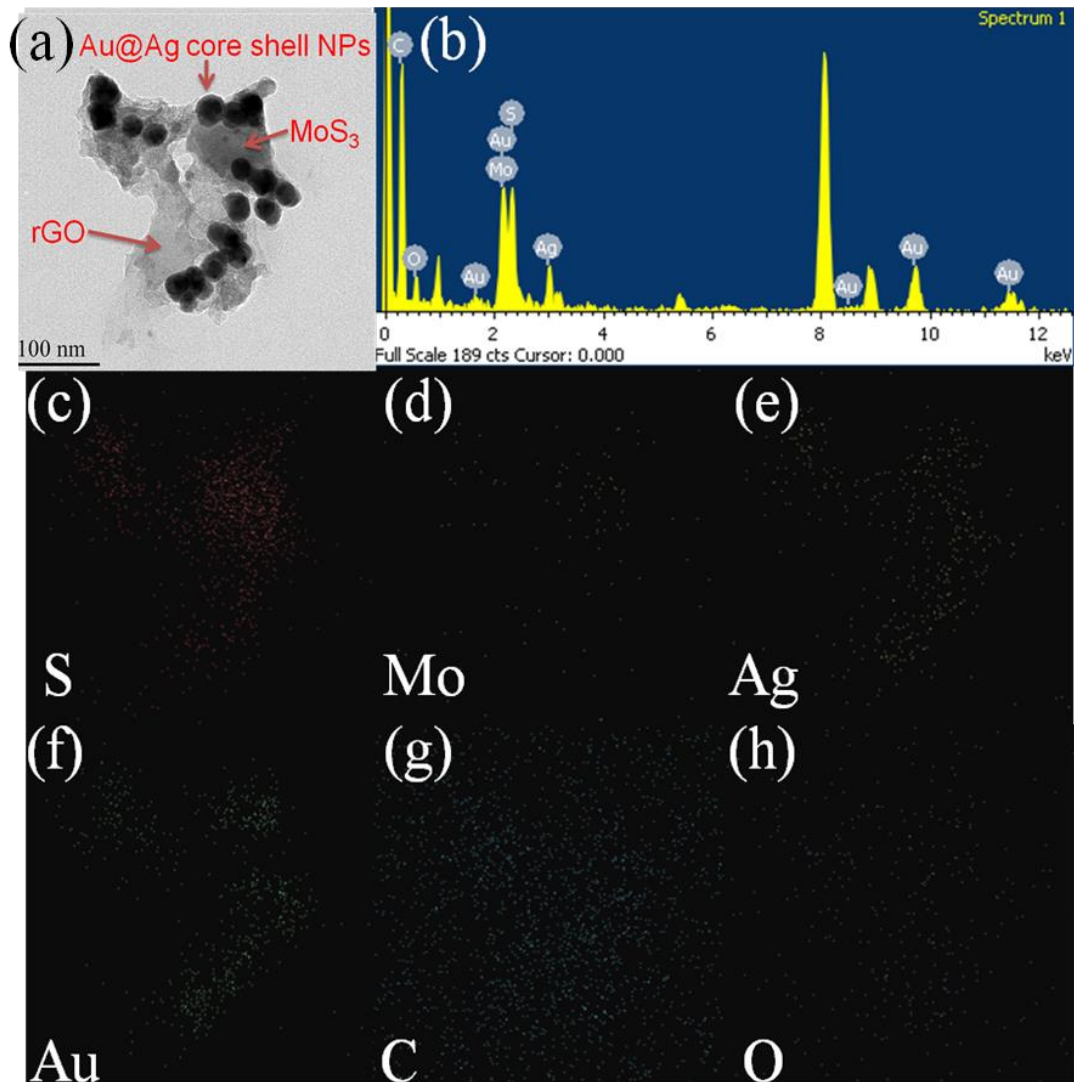 (a)
Au@Ag core shell NPs
MoS₃
rGO
100 nm
(b)
Spectrum 1
C
S
Au
Mo
O
Au
Ag
Au
Au
Au
0 2 4 6 8 10 12
Full Scale 189 cts Cursor: 0.000 keV
(c) (d) (e)
S Mo Ag
(f) (g) (h)
Au C O